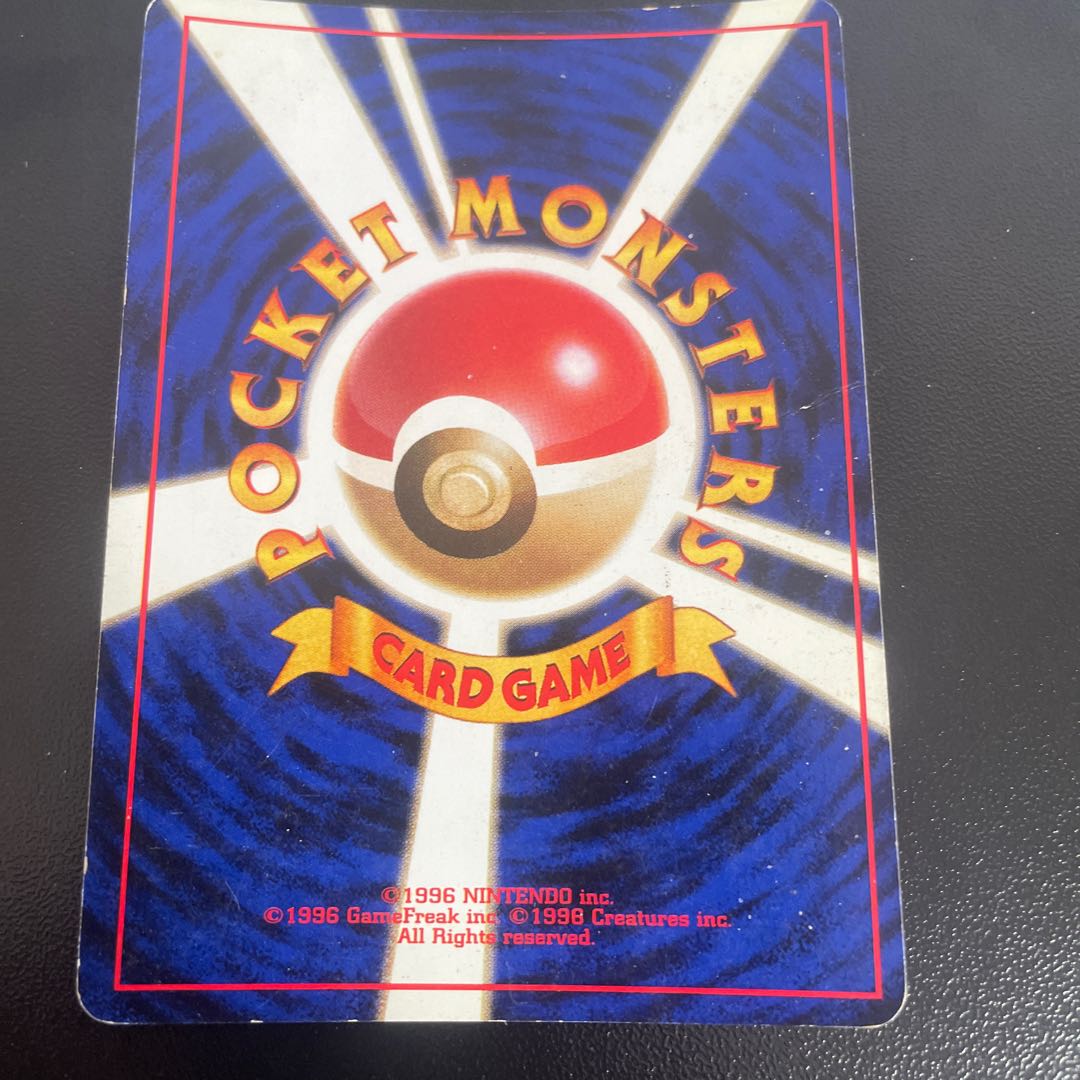 POCKET MONSTERS
CARD GAME
©1996 NINTENDO inc.
©1996 GameFreak inc. ©1996 Creatures inc.
All Rights reserved.